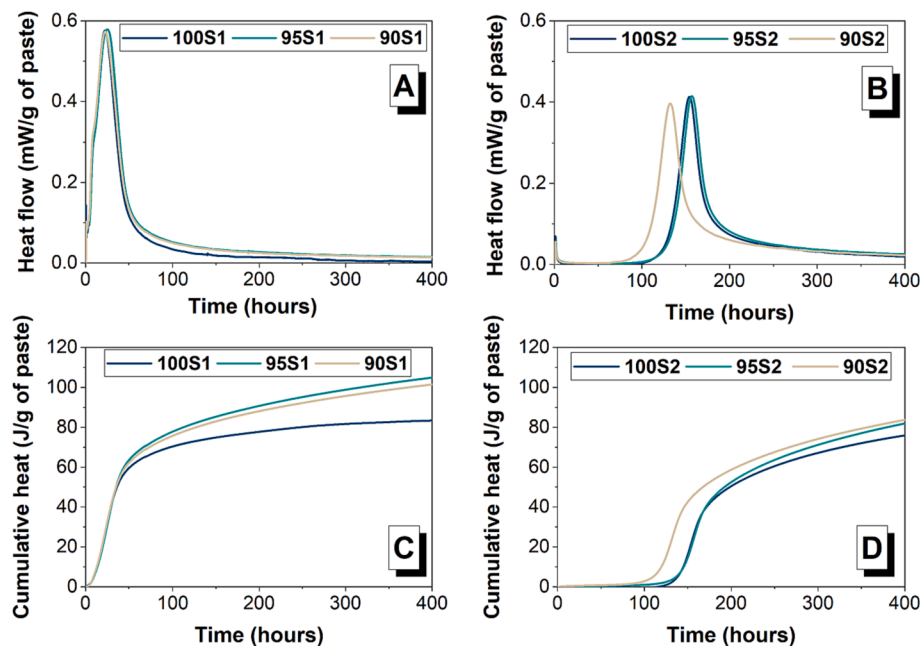 A
100S1 95S1 90S1
Heat flow (mW/g of paste)
0.6
0.4
0.2
0.0
0 100 200 300 400
Time (hours)
B
100S2 95S2 90S2
Heat flow (mW/g of paste)
0.6
0.4
0.2
0.0
0 100 200 300 400
Time (hours)
C
100S1 95S1 90S1
Cumulative heat (J/g of paste)
120
100
80
60
40
20
0
0 100 200 300 400
Time (hours)
D
100S2 95S2 90S2
Cumulative heat (J/g of paste)
120
100
80
60
40
20
0
0 100 200 300 400
Time (hours)